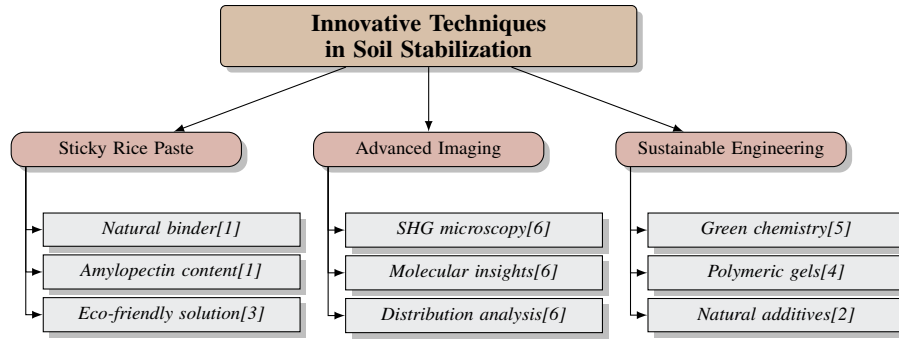 Innovative Techniques
in Soil Stabilization
Sticky Rice Paste
Advanced Imaging
Sustainable Engineering
Natural binder[1]
SHG microscopy[6]
Green chemistry[5]
Amylopectin content[1]
Molecular insights[6]
Polymeric gels[4]
Eco-friendly solution[3]
Distribution analysis[6]
Natural additives[2]